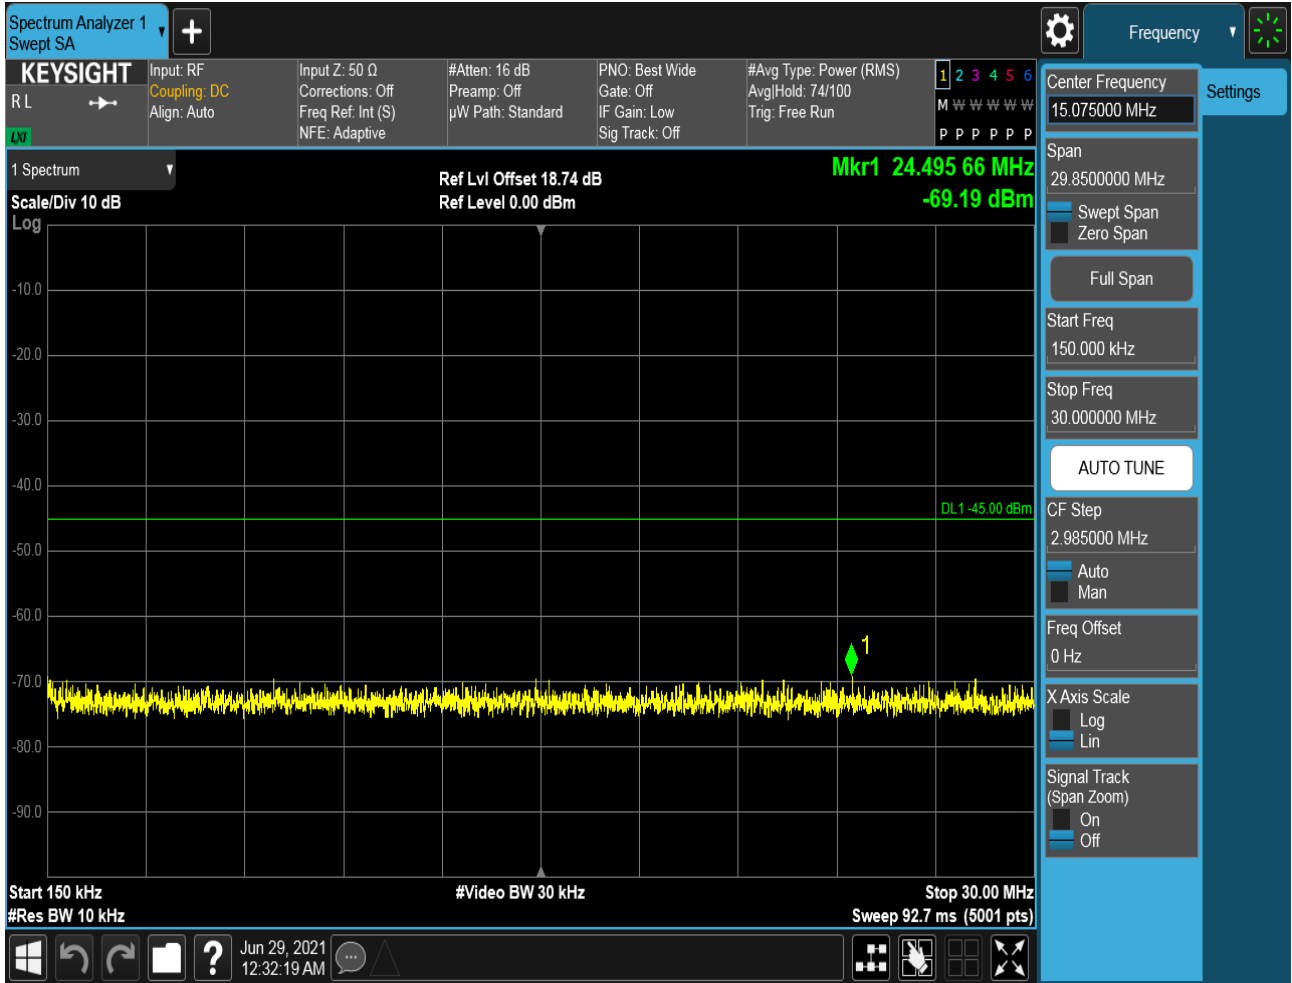 Spectrum Analyzer 1
Swept SA
+
Frequency
KEYSIGHT
R L
LXI
Input: RF
Coupling: DC
Align: Auto
Input Z: 50 Ω
Corrections: Off
Freq Ref: Int (S)
NFE: Adaptive
#Atten: 16 dB
Preamp: Off
µW Path: Standard
PNO: Best Wide
Gate: Off
IF Gain: Low
Sig Track: Off
#Avg Type: Power (RMS)
Avg|Hold: 74/100
Trig: Free Run
1 2 3 4 5 6
M W W W W W
P P P P P P
1 Spectrum
Scale/Div 10 dB
Log
Ref Lvl Offset 18.74 dB
Ref Level 0.00 dBm
Mkr1 24.495 66 MHz
-69.19 dBm
-10.0
-20.0
-30.0
-40.0
DL1 -45.00 dBm
-50.0
-60.0
1
-70.0
-80.0
-90.0
Start 150 kHz
#Res BW 10 kHz
#Video BW 30 kHz
Stop 30.00 MHz
Sweep 92.7 ms (5001 pts)
Center Frequency
15.075000 MHz
Span
29.8500000 MHz
Swept Span
Zero Span
Full Span
Start Freq
150.000 kHz
Stop Freq
30.000000 MHz
AUTO TUNE
CF Step
2.985000 MHz
Auto
Man
Freq Offset
0 Hz
X Axis Scale
Log
Lin
Signal Track
(Span Zoom)
On
Off
Settings
?
Jun 29, 2021
12:32:19 AM